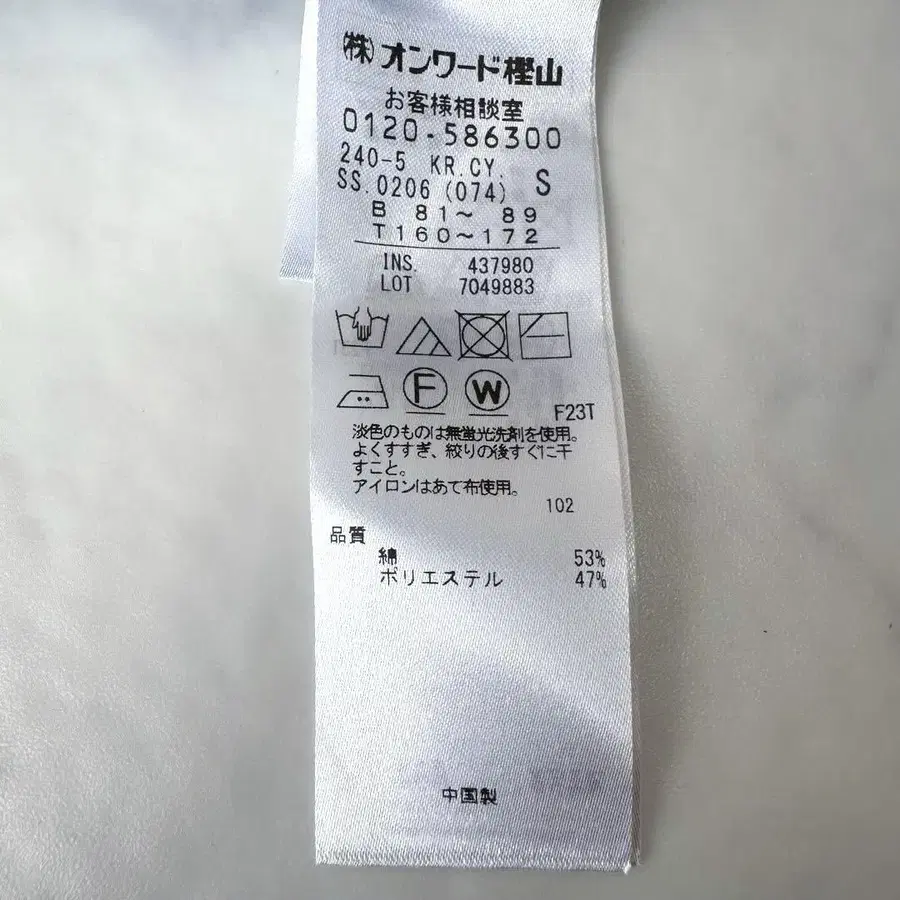 (株)オンワード樫山
お客様相談室
0120-586300
240-5 KR.CY.
SS.0206(074) S
B 81～ 89
T160～172
INS. 437980
LOT 7049883
F W
F23T
淡色のものは無蛍光洗剤を使用。
よくすすぎ、絞りの後すぐに干
すこと。
アイロンはあて布使用。
102
品質
綿 53%
ポリエステル 47%
中国製